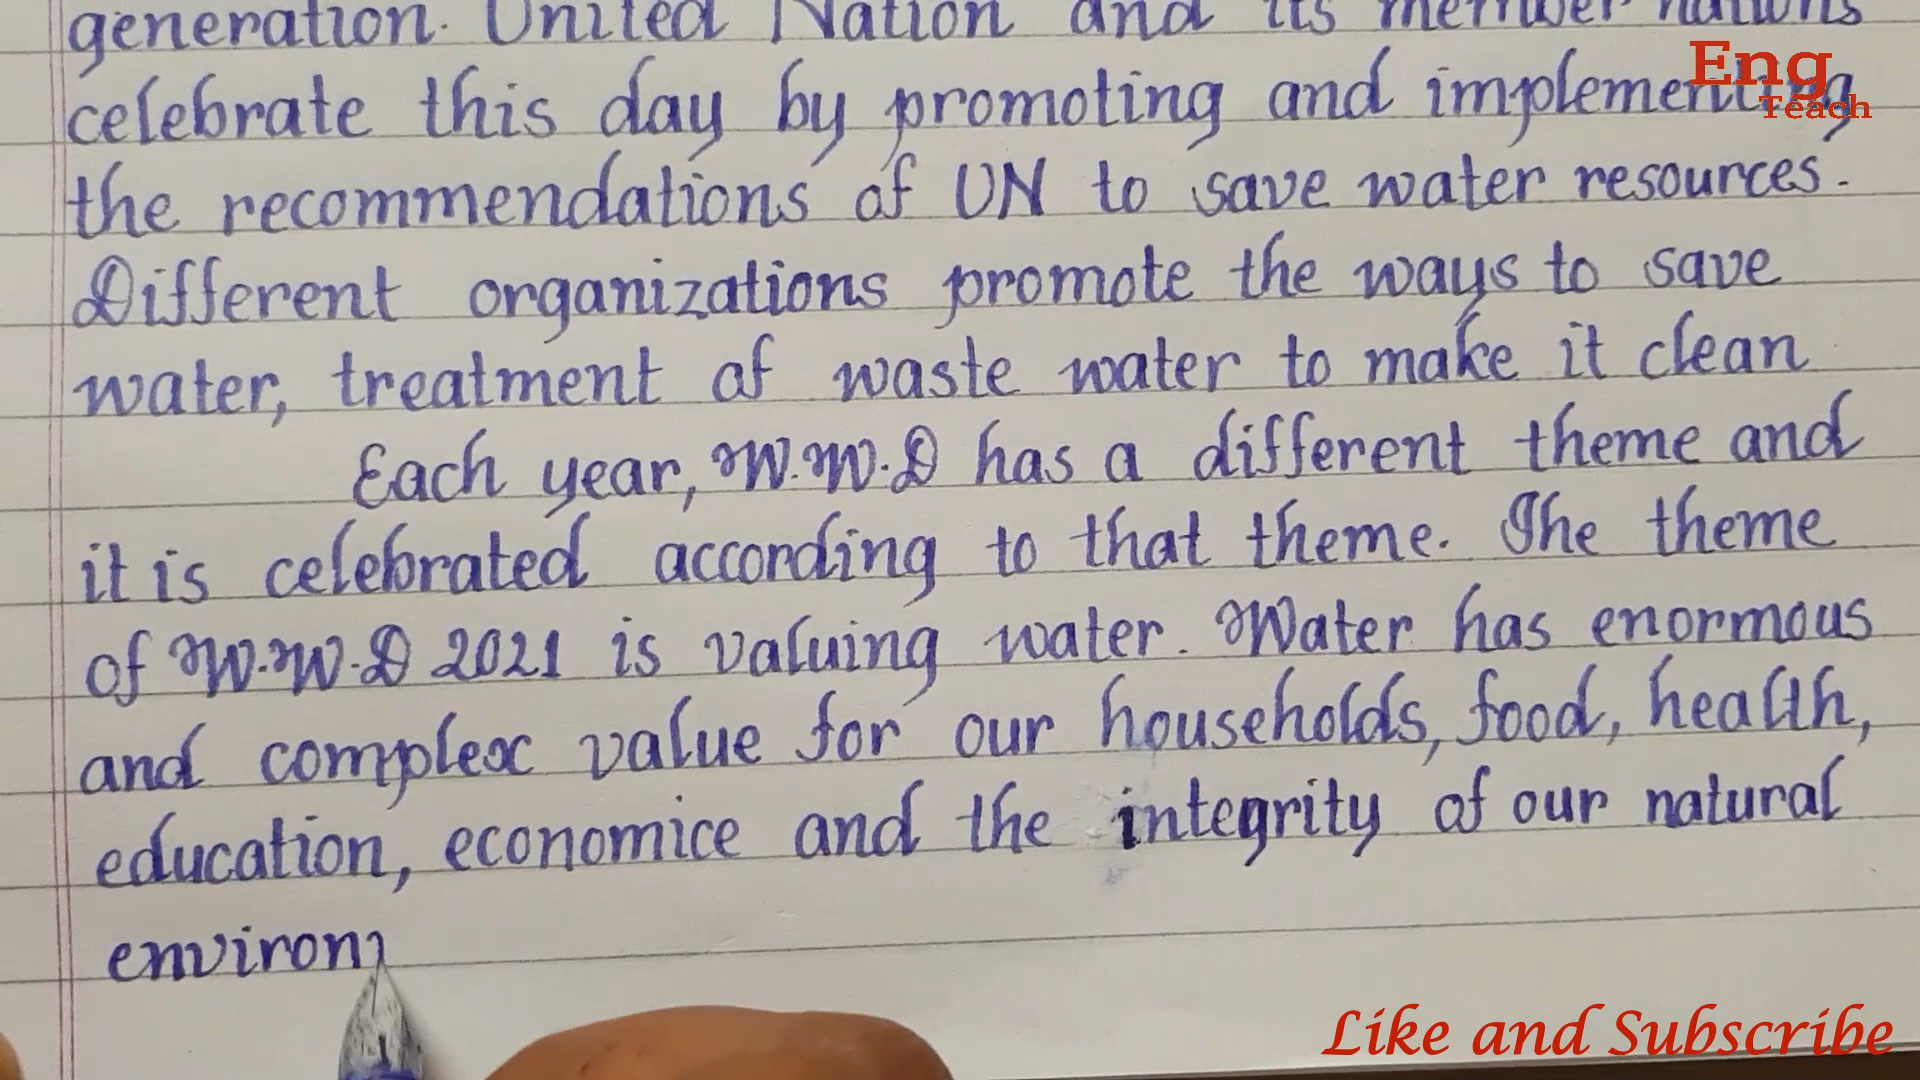 generation. United Nation and its member nations
celebrate this day by promoting and implementing
the recommendations of UN to save water resources.
Different organizations promote the ways to save
water, treatment of waste water to make it clean
Each year, W.W.D has a different theme and
it is celebrated according to that theme. The theme
of W.W.D 2021 is valuing water. Water has enormous
and complex value for our households, food, health,
education, economice and the integrity of our natural
environ
Eng
Teach
Like and Subscribe